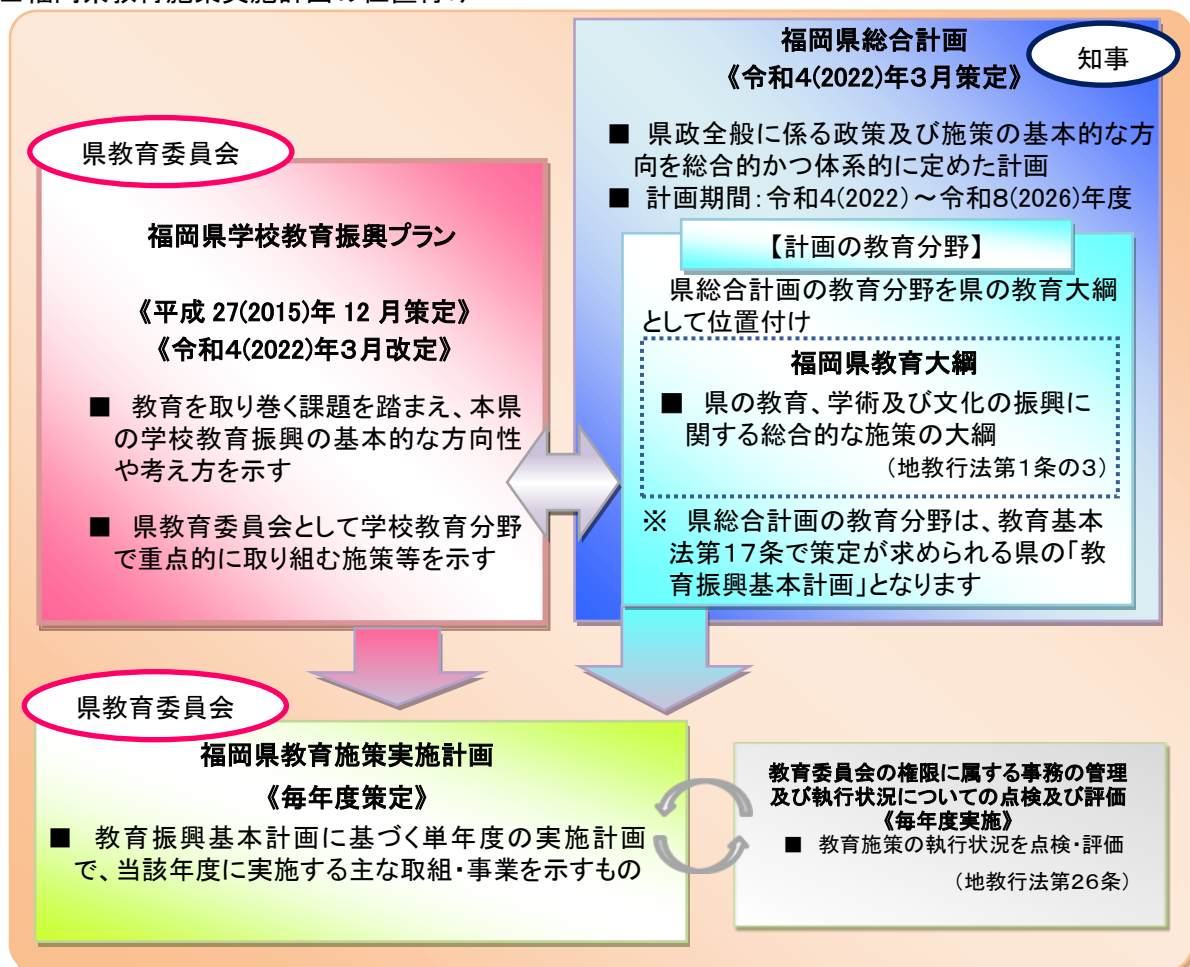 福岡県総合計画
《令和4(2022)年3月策定》
知事
■ 県政全般に係る政策及び施策の基本的な方
向を総合的かつ体系的に定めた計画
■ 計画期間:令和4(2022)~令和8(2026)年度
【計画の教育分野】
県総合計画の教育分野を県の教育大綱
として位置付け
福岡県教育大綱
■ 県の教育、学術及び文化の振興に
関する総合的な施策の大綱
(地教行法第1条の3)
※ 県総合計画の教育分野は、教育基本
法第17条で策定が求められる県の「教
育振興基本計画」となります
県教育委員会
福岡県学校教育振興プラン
《平成 27(2015)年 12 月策定》
《令和4(2022)年3月改定》
■ 教育を取り巻く課題を踏まえ、本県
の学校教育振興の基本的な方向性
や考え方を示す
■ 県教育委員会として学校教育分野
で重点的に取り組む施策等を示す
県教育委員会
福岡県教育施策実施計画
《毎年度策定》
■ 教育振興基本計画に基づく単年度の実施計画
で、当該年度に実施する主な取組・事業を示すもの
教育委員会の権限に属する事務の管理
及び執行状況についての点検及び評価
《毎年度実施》
■ 教育施策の執行状況を点検・評価
(地教行法第26条)